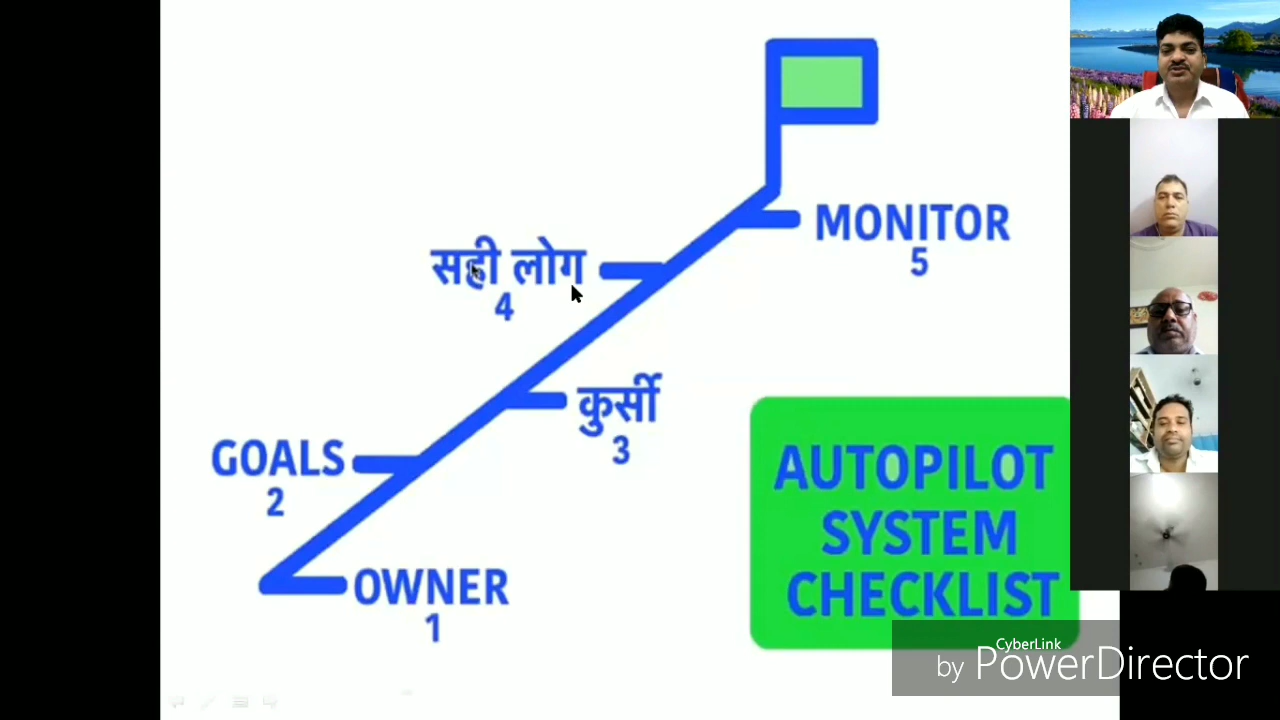 MONITOR
5
सही लोग
4
कुर्सी
3
GOALS
2
OWNER
1
AUTOPILOT
SYSTEM
CHECKLIST
CyberLink
by PowerDirector